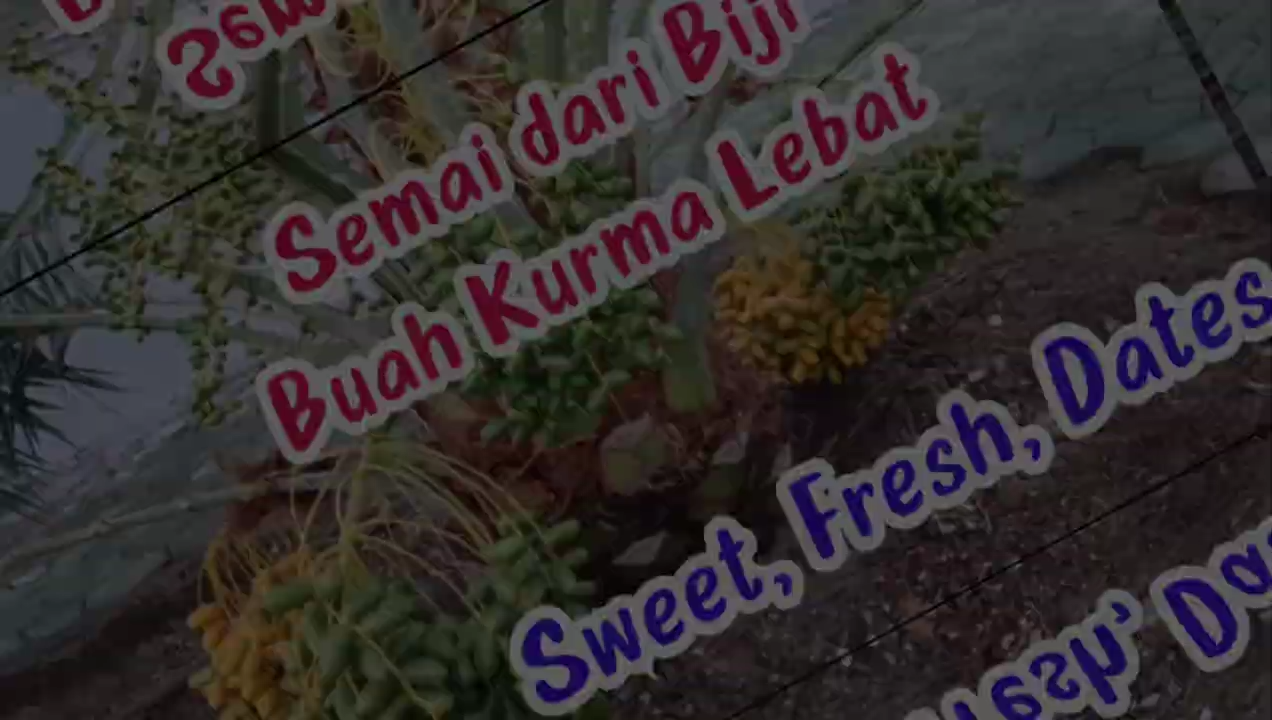 Semai dari Biji
Buah Kurma Lebat
Sweet, Fresh, Dates